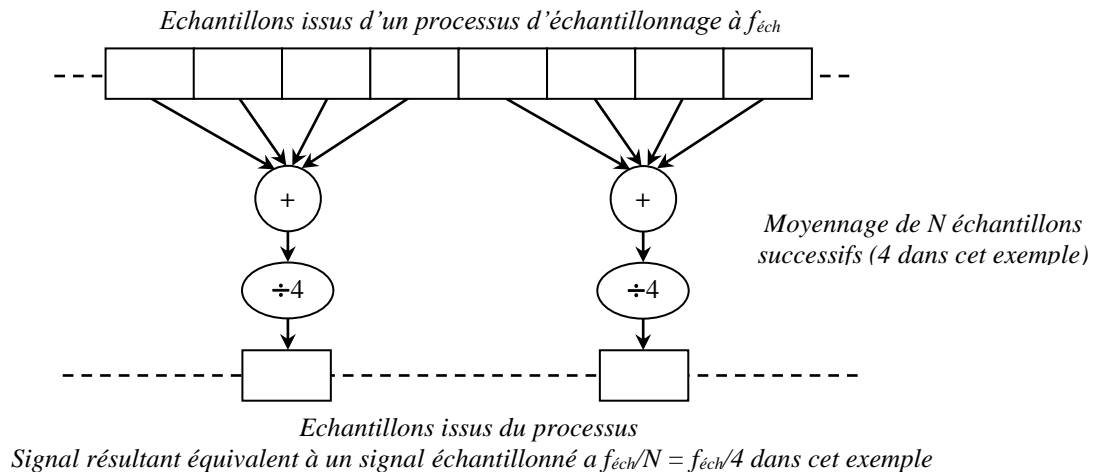 Echantillons issus d'un processus d'échantillonnage à féch
+
+
Moyennage de N échantillons
successifs (4 dans cet exemple)
÷4
÷4
Echantillons issus du processus
Signal résultant équivalent à un signal échantillonné a féch/N = féch/4 dans cet exemple